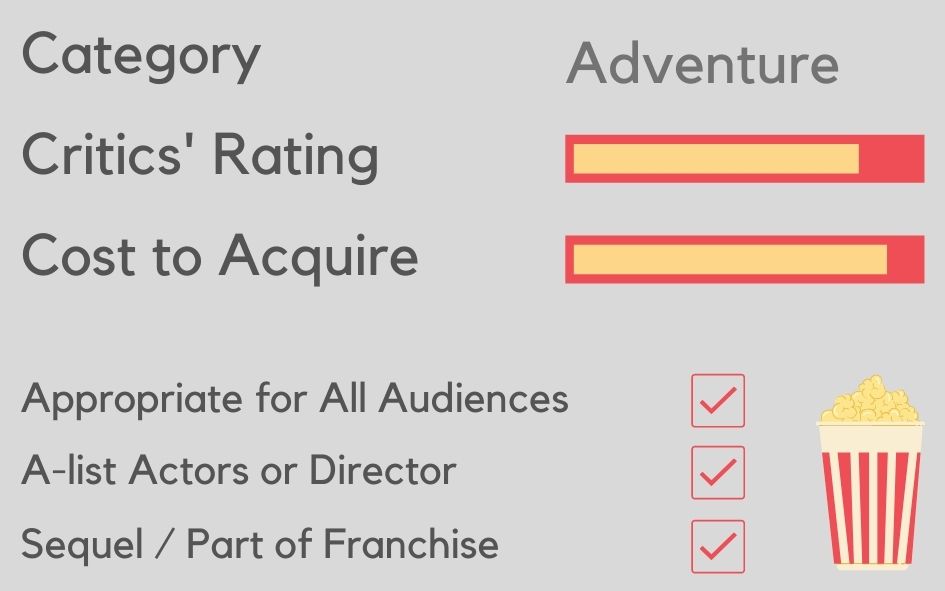 Category
Adventure
Critics' Rating
Cost to Acquire
Appropriate for All Audiences
A-list Actors or Director
Sequel / Part of Franchise